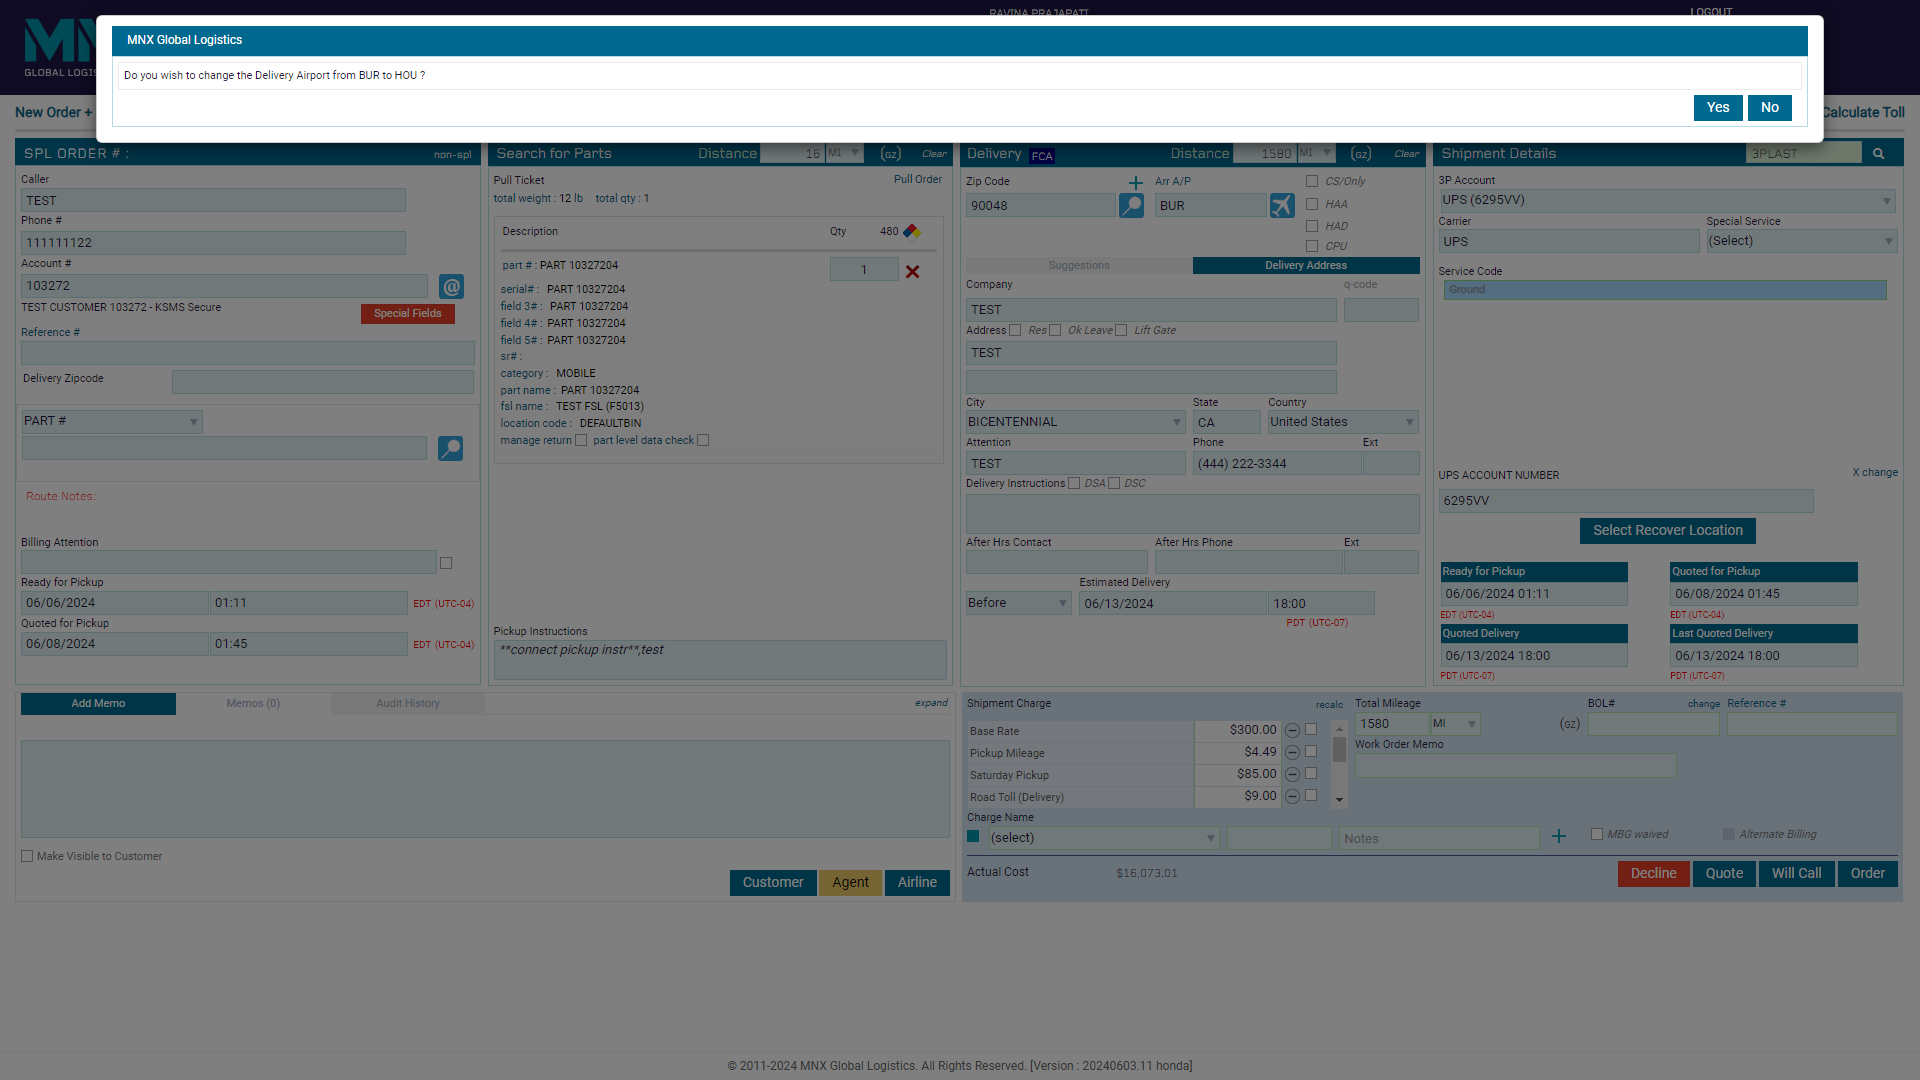 MNX Global Logistics
Do you wish to change the Delivery Airport from BUR to HOU ?
Yes No
RAVINA PRAJAPATI
LOGOUT
GLOBAL LOGIS
New Order +
Calculate Toll
SPL ORDER # :
non-spl
Caller
TEST
Phone #
111111122
Account #
103272
@
TEST CUSTOMER 103272 - KSMS Secure
Special Fields
Reference #
Delivery Zipcode
PART #
Route Notes:
Billing Attention
Ready for Pickup
06/06/2024 01:11 EDT (UTC-04)
Quoted for Pickup
06/08/2024 01:45 EDT (UTC-04)
Search for Parts Distance 16 MI (GZ) Clear
Pull Ticket Pull Order
total weight : 12 lb total qty : 1
Description Qty 480
part # : PART 10327204 1
serial# : PART 10327204
field 3# : PART 10327204
field 4# : PART 10327204
field 5# : PART 10327204
sr# :
category : MOBILE
part name : PART 10327204
fsl name : TEST FSL (F5013)
location code : DEFAULTBIN
manage return part level data check
Pickup Instructions
**connect pickup instr**,test
Delivery FCA Distance 1580 MI (GZ) Clear
Zip Code + Arr A/P CS/Only
90048 BUR HAA
HAD
CPU
Suggestions Delivery Address
Company q-code
TEST
Address Res Ok Leave Lift Gate
TEST
City State Country
BICENTENNIAL CA United States
Attention Phone Ext
TEST (444) 222-3344
Delivery Instructions DSA DSC
After Hrs Contact After Hrs Phone Ext
Estimated Delivery
Before 06/13/2024 18:00
PDT (UTC-07)
Shipment Details 3PLAST
3P Account
UPS (6295VV)
Carrier Special Service
UPS (Select)
Service Code
Ground
UPS ACCOUNT NUMBER X change
6295VV
Select Recover Location
Ready for Pickup Quoted for Pickup
06/06/2024 01:11 06/08/2024 01:45
EDT (UTC-04) EDT (UTC-04)
Quoted Delivery Last Quoted Delivery
06/13/2024 18:00 06/13/2024 18:00
PDT (UTC-07) PDT (UTC-07)
Add Memo Memos (0) Audit History expand
Make Visible to Customer
Customer Agent Airline
Shipment Charge recalc
Base Rate $300.00
Pickup Mileage $4.49
Saturday Pickup $85.00
Road Toll (Delivery) $9.00
Total Mileage BOL# change Reference #
1580 MI (GZ)
Work Order Memo
Charge Name
(select) Notes + MBG waived Alternate Billing
Actual Cost $16,073.01
Decline Quote Will Call Order
© 2011-2024 MNX Global Logistics. All Rights Reserved. [Version : 20240603.11 honda]